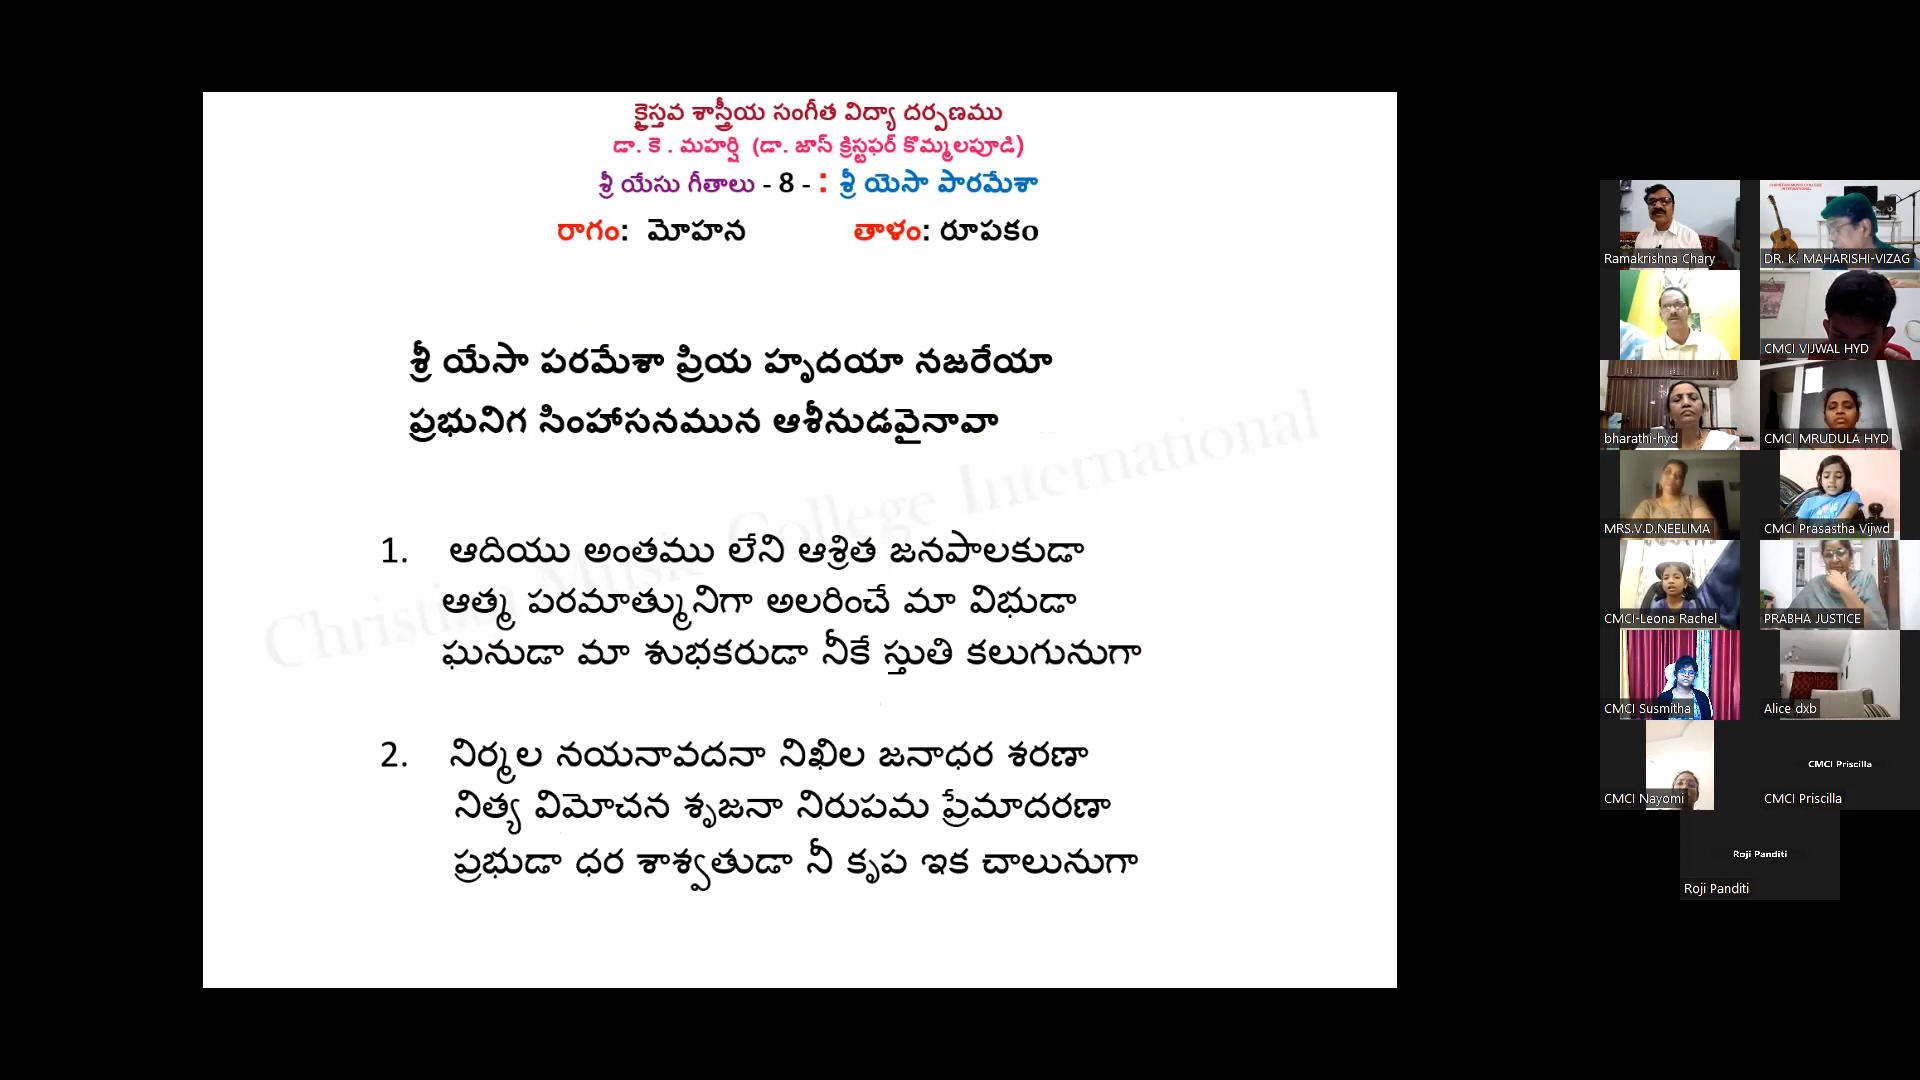 క్రైస్తవ శాస్త్రీయ సంగీత విద్యా దర్పణము
డా. కె . మహర్షి (డా. జాస్ క్రిస్టఫర్ కొమ్మలపూడి)
శ్రీ యేసు గీతాలు - 8 - : శ్రీ యెసా పారమేశా
రాగం: మోహన తాళం: రూపకం
శ్రీ యేసా పరమేశా ప్రియ హృదయా నజరేయా
ప్రభునిగ సింహాసనమున ఆశీనుడవైనావా
1. ఆదియు అంతము లేని ఆశ్రిత జనపాలకుడా
ఆత్మ పరమాత్మునిగా అలరించే మా విభుడా
ఘనుడా మా శుభకరుడా నీకే స్తుతి కలుగునుగా
2. నిర్మల నయనావదనా నిఖిల జనాధర శరణా
నిత్య విమోచన శృజనా నిరుపమ ప్రేమాదరణా
ప్రభుడా ధర శాశ్వతుడా నీ కృప ఇక చాలునుగా
Christian Music College International
CHRISTIAN MUSIC COLLEGE
INTERNATIONAL
Ramakrishna Chary
DR. K. MAHARISHI-VIZAG
CMCI VIJWAL HYD
bharathi-hyd
CMCI MRUDULA HYD
MRS.V.D.NEELIMA
CMCI Prasastha Vijwd
CMCI-Leona Rachel
PRABHA JUSTICE
CMCI Susmitha
Alice dxb
CMCI Nayomi
CMCI Priscilla
CMCI Priscilla
Roji Panditi
Roji Panditi